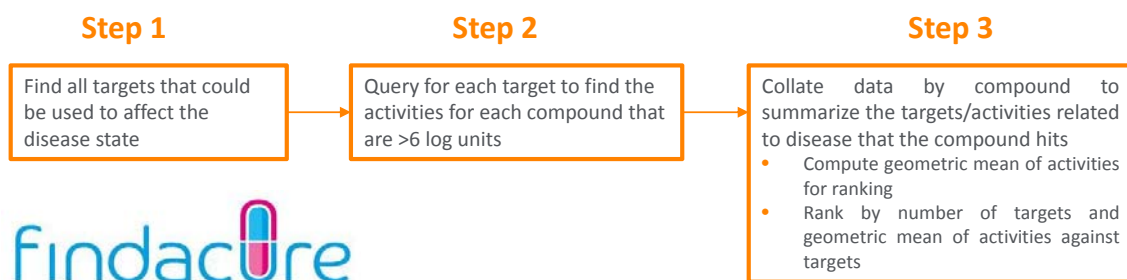 Step 1
Step 2
Step 3
Find all targets that could
be used to affect the
disease state
Query for each target to find the
activities for each compound that
are >6 log units
Collate data by compound to
summarize the targets/activities related
to disease that the compound hits
• Compute geometric mean of activities
for ranking
• Rank by number of targets and
geometric mean of activities against
targets
findacure